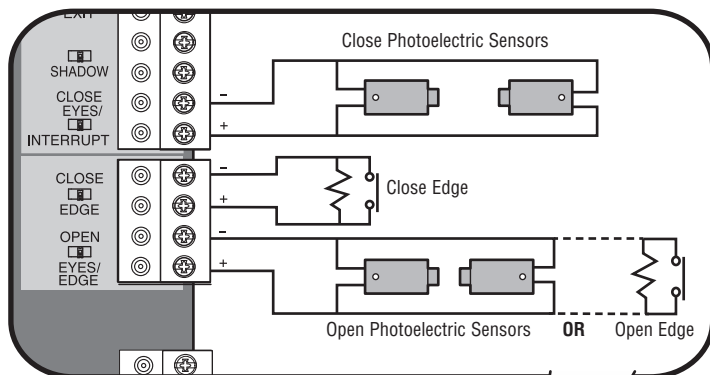 EXIT
SHADOW
CLOSE
EYES/
INTERRUPT
CLOSE
EDGE
OPEN
EYES/
EDGE
-
+
-
+
-
+
Close Photoelectric Sensors
Close Edge
Open Photoelectric Sensors OR Open Edge